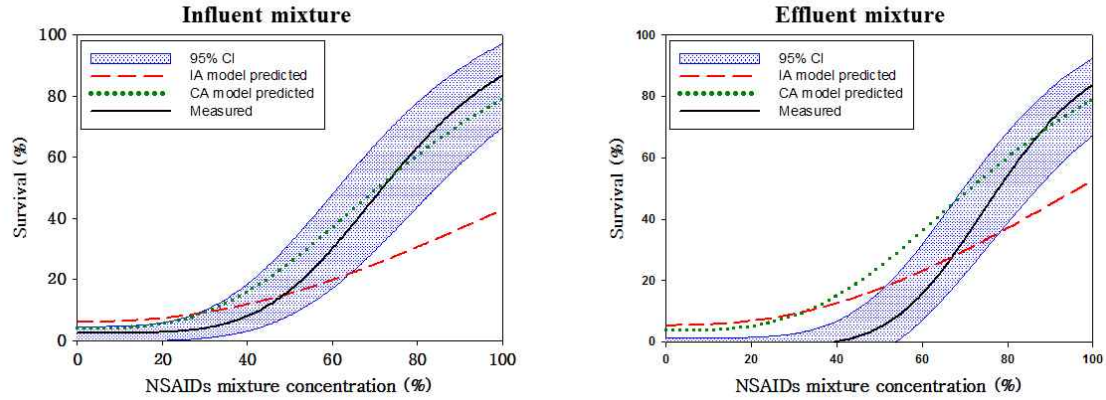 Influent mixture
100
80
60
40
20
0
Survival (%)
95% CI
IA model predicted
CA model predicted
Measured
0 20 40 60 80 100
NSAIDs mixture concentration (%)
Effluent mixture
100
80
60
40
20
0
Survival (%)
95% CI
IA model predicted
CA model predicted
Measured
0 20 40 60 80 100
NSAIDs mixture concentration (%)